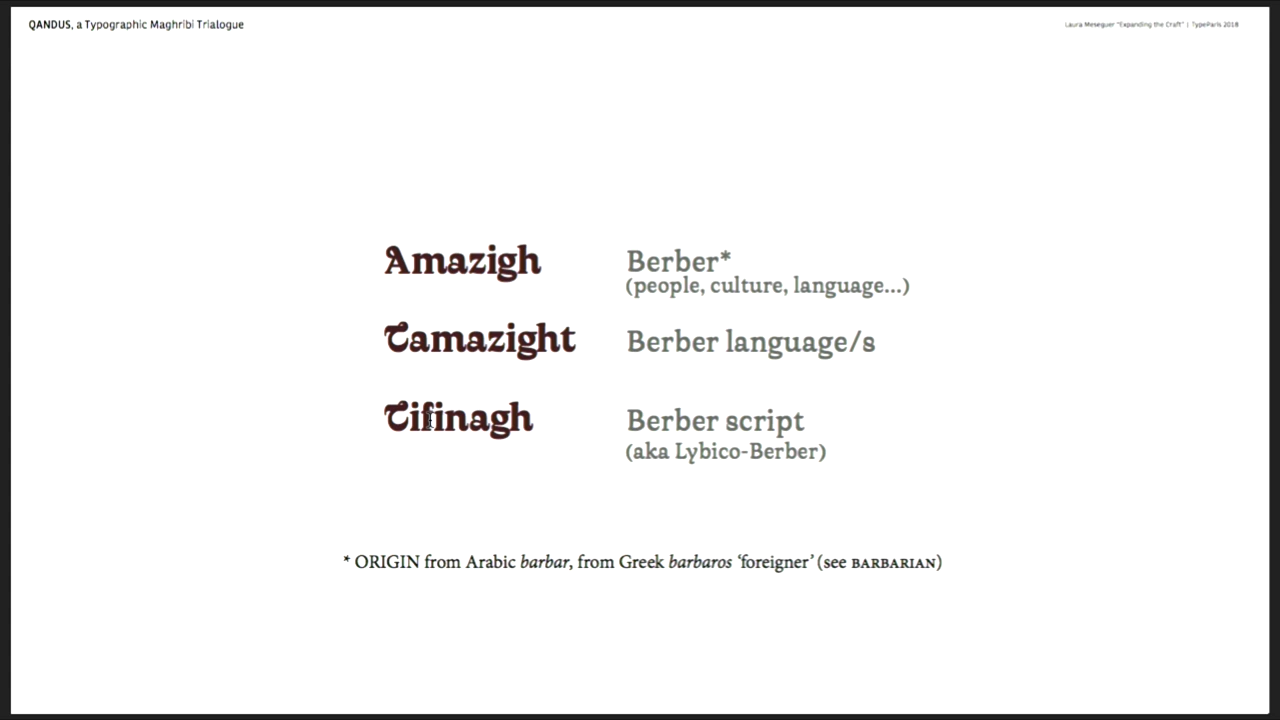 QANDUS, a Typographic Maghribi Trialogue
Laura Meseguer "Expanding the Craft" | TypeParis 2018
Amazigh
Berber*
(people, culture, language...)
Tamazight
Berber language/s
Tifinagh
Berber script
(aka Lybico-Berber)
* ORIGIN from Arabic barbar, from Greek barbaros ‘foreigner’ (see BARBARIAN)